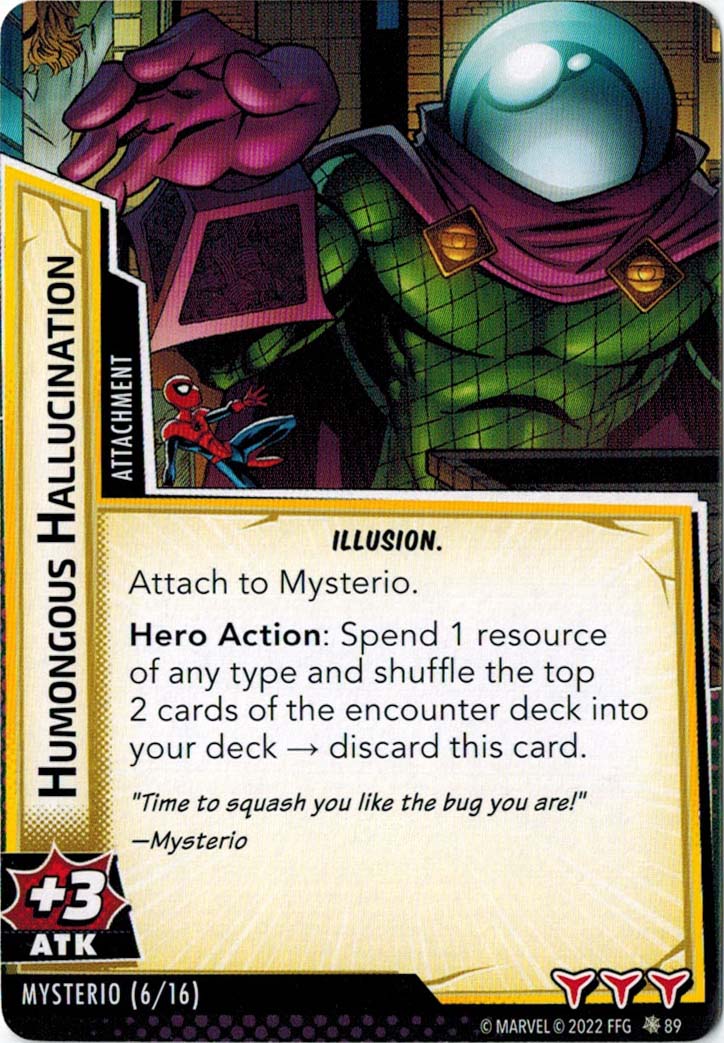 HUMONGOUS HALLUCINATION
ATTACHMENT
ILLUSION.
Attach to Mysterio.
Hero Action: Spend 1 resource
of any type and shuffle the top
2 cards of the encounter deck into
your deck → discard this card.
"Time to squash you like the bug you are!"
—Mysterio
+3
ATK
MYSTERIO (6/16)
© MARVEL © 2022 FFG 89